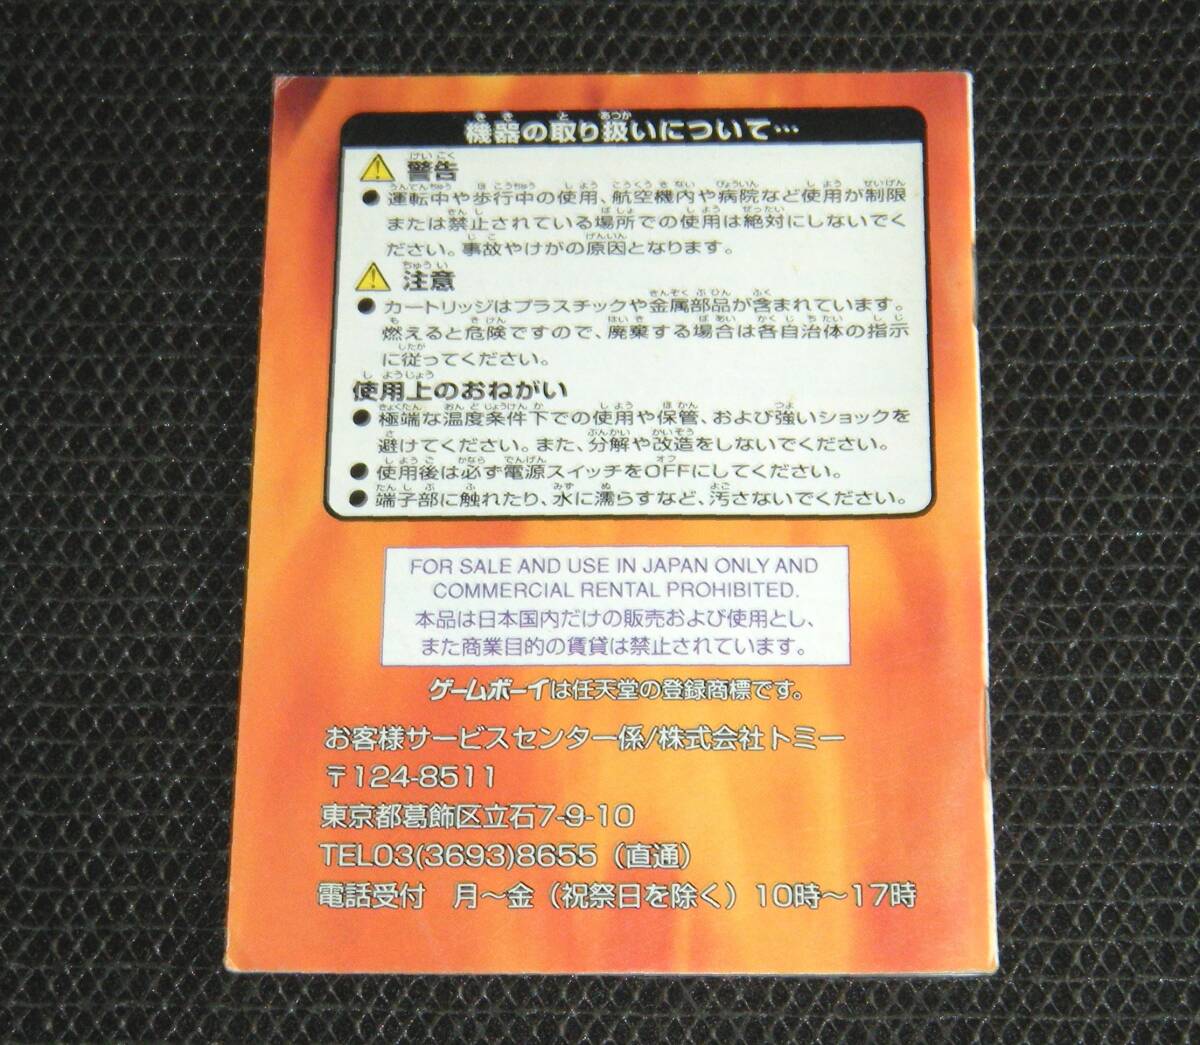 機器の取り扱いについて…
警告
●運転中や歩行中の使用、航空機内や病院など使用が制限
または禁止されている場所での使用は絶対にしないでく
ださい。事故やけがの原因となります。
注意
●カートリッジはプラスチックや金属部品が含まれています。
燃えると危険ですので、廃棄する場合は各自治体の指示
に従ってください。
使用上のおねがい
●極端な温度条件下での使用や保管、および強いショックを
避けてください。また、分解や改造をしないでください。
●使用後は必ず電源スイッチをOFFにしてください。
●端子部に触れたり、水に濡らすなど、汚さないでください。
FOR SALE AND USE IN JAPAN ONLY AND
COMMERCIAL RENTAL PROHIBITED.
本品は日本国内だけの販売および使用とし、
また商業目的の賃貸は禁止されています。
ゲームボーイは任天堂の登録商標です。
お客様サービスセンター係/株式会社トミー
〒124-8511
東京都葛飾区立石7-9-10
TEL03(3693)8655（直通）
電話受付　月～金（祝祭日を除く）10時～17時